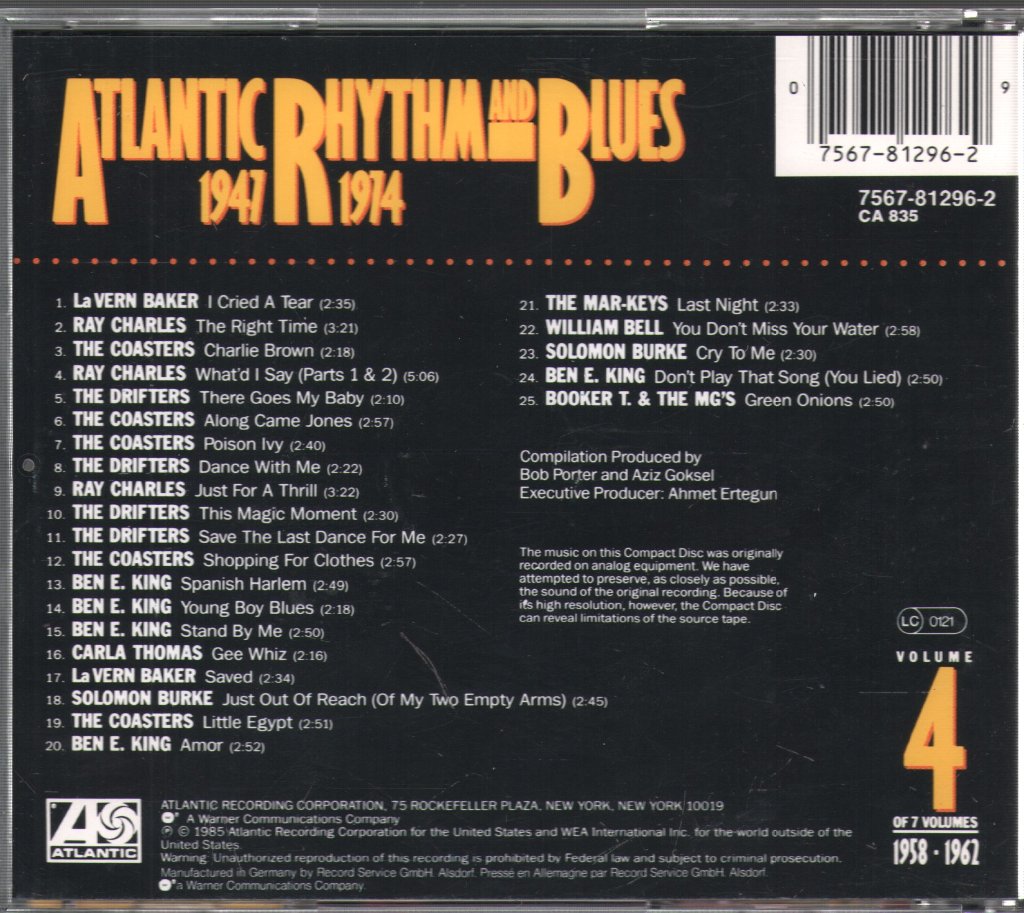 ATLANTIC RHYTHM AND BLUES
1947 1974
0 9
7567-81296-2
7567-81296-2
CA 835
1. LaVERN BAKER I Cried A Tear (2:35)
2. RAY CHARLES The Right Time (3:21)
3. THE COASTERS Charlie Brown (2:18)
4. RAY CHARLES What'd I Say (Parts 1 & 2) (5:06)
5. THE DRIFTERS There Goes My Baby (2:10)
6. THE COASTERS Along Came Jones (2:57)
7. THE COASTERS Poison Ivy (2:40)
8. THE DRIFTERS Dance With Me (2:22)
9. RAY CHARLES Just For A Thrill (3:22)
10. THE DRIFTERS This Magic Moment (2:30)
11. THE DRIFTERS Save The Last Dance For Me (2:27)
12. THE COASTERS Shopping For Clothes (2:57)
13. BEN E. KING Spanish Harlem (2:49)
14. BEN E. KING Young Boy Blues (2:18)
15. BEN E. KING Stand By Me (2:50)
16. CARLA THOMAS Gee Whiz (2:16)
17. LaVERN BAKER Saved (2:34)
18. SOLOMON BURKE Just Out Of Reach (Of My Two Empty Arms) (2:45)
19. THE COASTERS Little Egypt (2:51)
20. BEN E. KING Amor (2:52)
21. THE MAR-KEYS Last Night (2:33)
22. WILLIAM BELL You Don't Miss Your Water (2:58)
23. SOLOMON BURKE Cry To Me (2:30)
24. BEN E. KING Don't Play That Song (You Lied) (2:50)
25. BOOKER T. & THE MG'S Green Onions (2:50)
Compilation Produced by
Bob Porter and Aziz Goksel
Executive Producer: Ahmet Ertegun
The music on this Compact Disc was originally
recorded on analog equipment. We have
attempted to preserve, as closely as possible,
the sound of the original recording. Because of
its high resolution, however, the Compact Disc
can reveal limitations of the source tape.
LC 0121
VOLUME
4
OF 7 VOLUMES
1958 · 1962
A ATLANTIC
ATLANTIC RECORDING CORPORATION, 75 ROCKEFELLER PLAZA, NEW YORK, NEW YORK 10019
A Warner Communications Company
℗ © 1985 Atlantic Recording Corporation for the United States and WEA International Inc. for the world outside of the
United States.
Warning: Unauthorized reproduction of this recording is prohibited by Federal law and subject to criminal prosecution.
Manufactured in Germany by Record Service GmbH, Alsdorf. Pressé en Allemagne par Record Service GmbH, Alsdorf.
a Warner Communications Company.